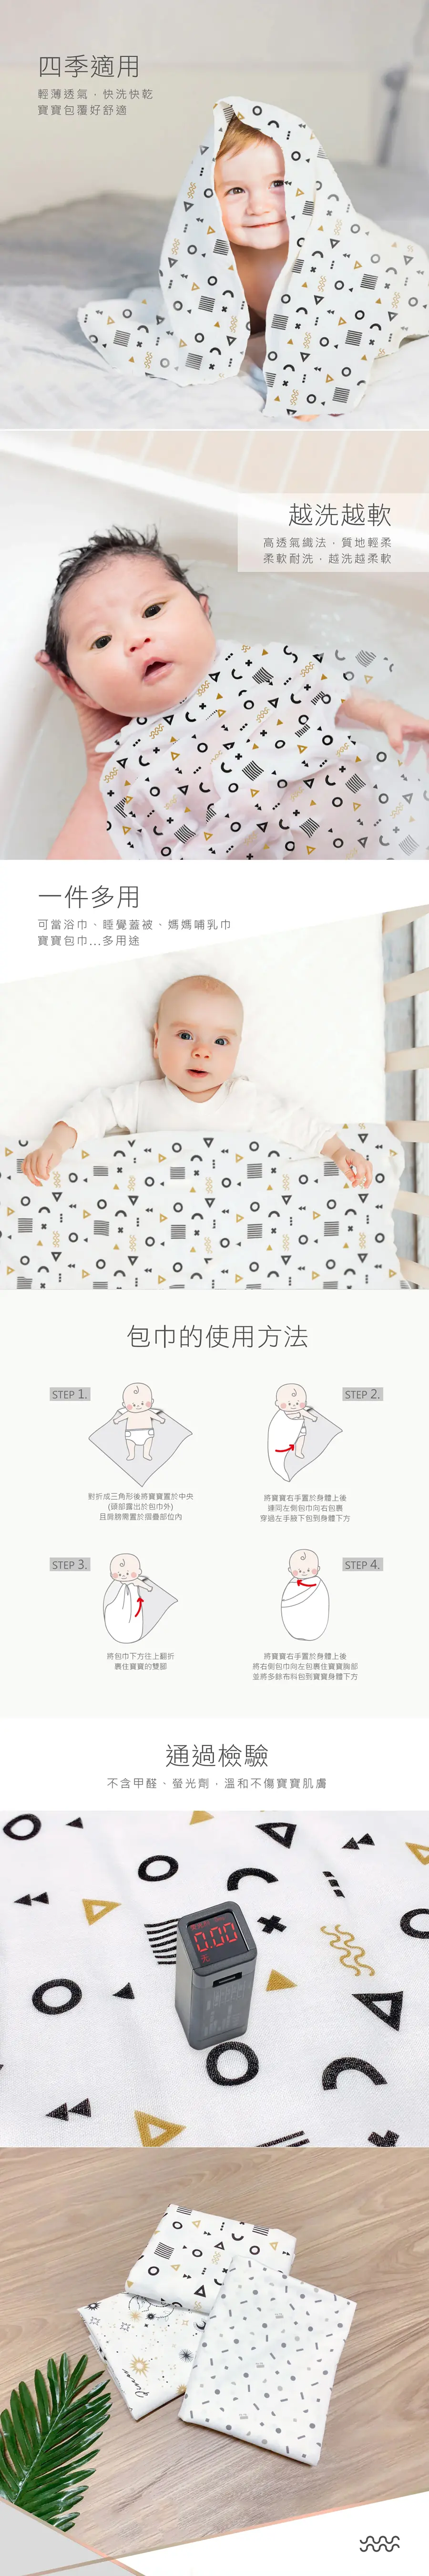 四季適用
輕薄透氣，快洗快乾
寶寶包覆好舒適
越洗越軟
高透氣織法，質地輕柔
柔軟耐洗，越洗越柔軟
一件多用
可當浴巾、睡覺蓋被、媽媽哺乳巾
寶寶包巾...多用途
包巾的使用方法
STEP 1.
對折成三角形後將寶寶置於中央
(頭部露出於包巾外)
且肩膀需置於摺疊部位內
STEP 2.
將寶寶右手置於身體上後
連同左側包巾向右包裹
穿過左手腋下包到身體下方
STEP 3.
將包巾下方往上翻折
裹住寶寶的雙腳
STEP 4.
將寶寶右手置於身體上後
將右側包巾向左包裹住寶寶胸部
並將多餘布料包到寶寶身體下方
通過檢驗
不含甲醛、螢光劑，溫和不傷寶寶肌膚
0.00